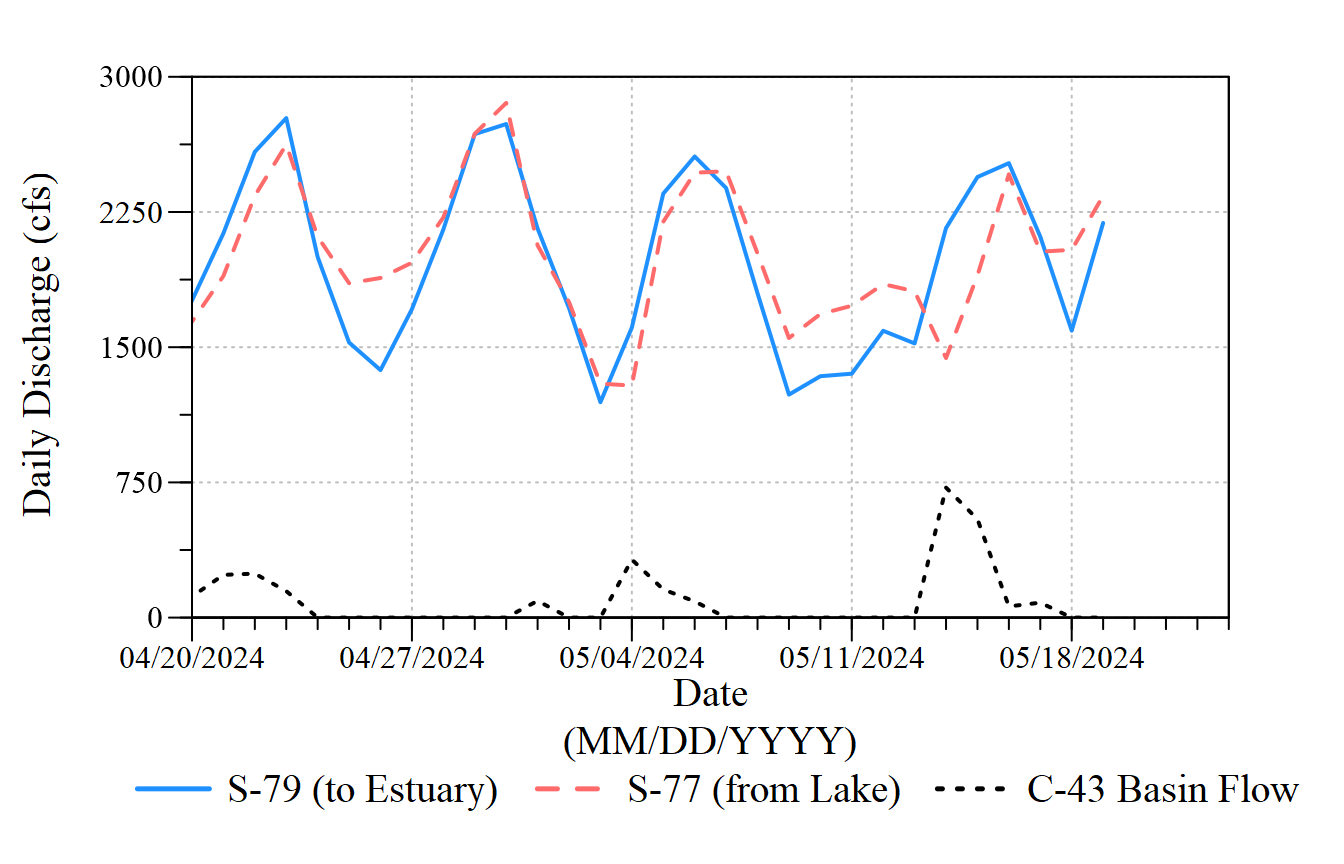 3000
2250
1500
750
0
Daily Discharge (cfs)
04/20/2024 04/27/2024 05/04/2024 05/11/2024 05/18/2024
Date
(MM/DD/YYYY)
S-79 (to Estuary) S-77 (from Lake) C-43 Basin Flow